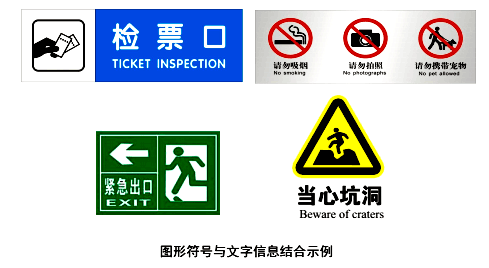 检票口
TICKET INSPECTION
请勿吸烟
No smoking
请勿拍照
No photographs
请勿携带宠物
No pet allowed
紧急出口
EXIT
当心坑洞
Beware of craters
图形符号与文字信息结合示例